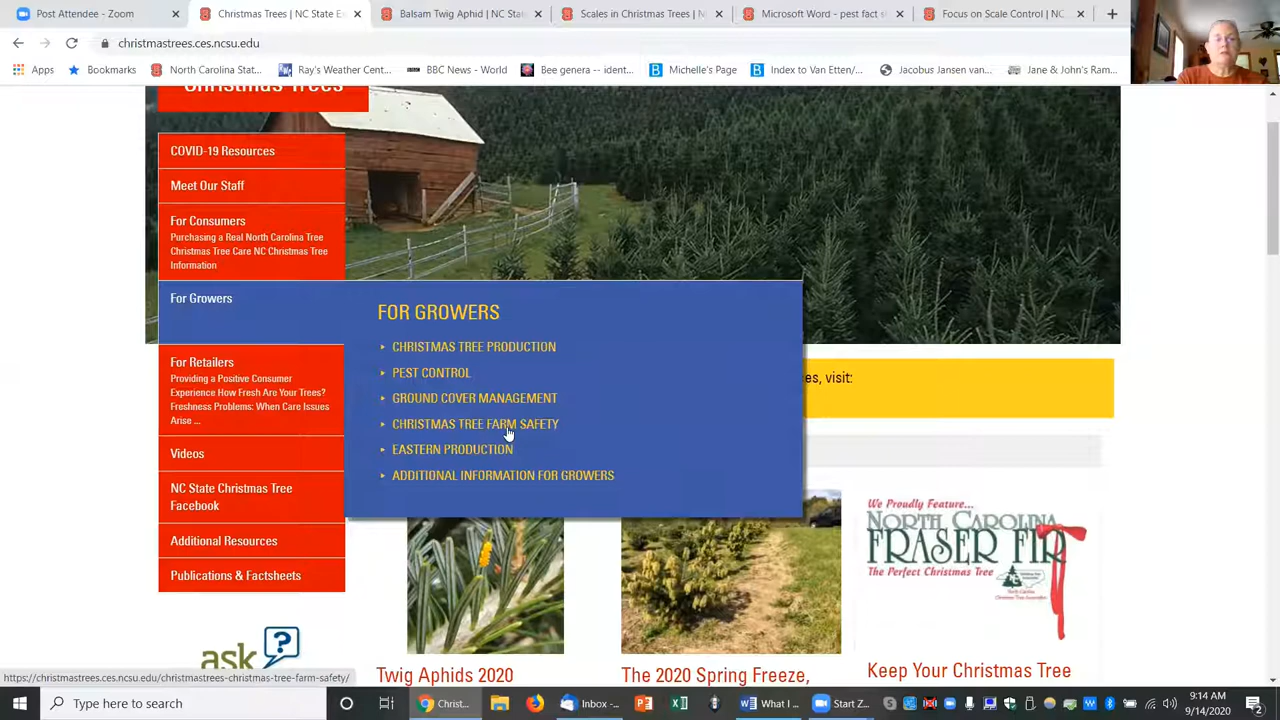 Post Attendee - Zoom
NC State E
Balsam Twig Aphid | NC
Scales in Christmas Trees | N
Microsoft Word - pest fact s
Focus on Scale Control | NC
christmastrees.ces.ncsu.edu
Apps
Bookmarks
North Carolina Stat...
Ray's Weather Cent...
BBC News - World
Bee genera -- ident...
Michelle's Page
Index to Van Etten/...
Jacobus Jansen van...
Jane & John's Ram...
Christmas Trees
COVID-19 Resources
Meet Our Staff
For Consumers
Purchasing a Real North Carolina Tree
Christmas Tree Care NC Christmas Tree
Information
For Growers
FOR GROWERS
CHRISTMAS TREE PRODUCTION
PEST CONTROL
GROUND COVER MANAGEMENT
CHRISTMAS TREE FARM SAFETY
EASTERN PRODUCTION
ADDITIONAL INFORMATION FOR GROWERS
For Retailers
Providing a Positive Consumer
Experience How Fresh Are Your Trees?
Freshness Problems: When Care Issues
Arise ...
ces, visit:
Videos
NC State Christmas Tree
Facebook
Additional Resources
Publications & Factsheets
We Proudly Feature...
NORTH CAROLINA
FRASER FIR
The Perfect Christmas Tree
ask
Twig Aphids 2020
The 2020 Spring Freeze,
Keep Your Christmas Tree
https://christmastrees.ces.ncsu.edu/christmastrees-christmas-tree-farm-safety/
Type here to search
Christ...
Inbox -...
What I ...
Start Z...
9:14 AM
9/14/2020